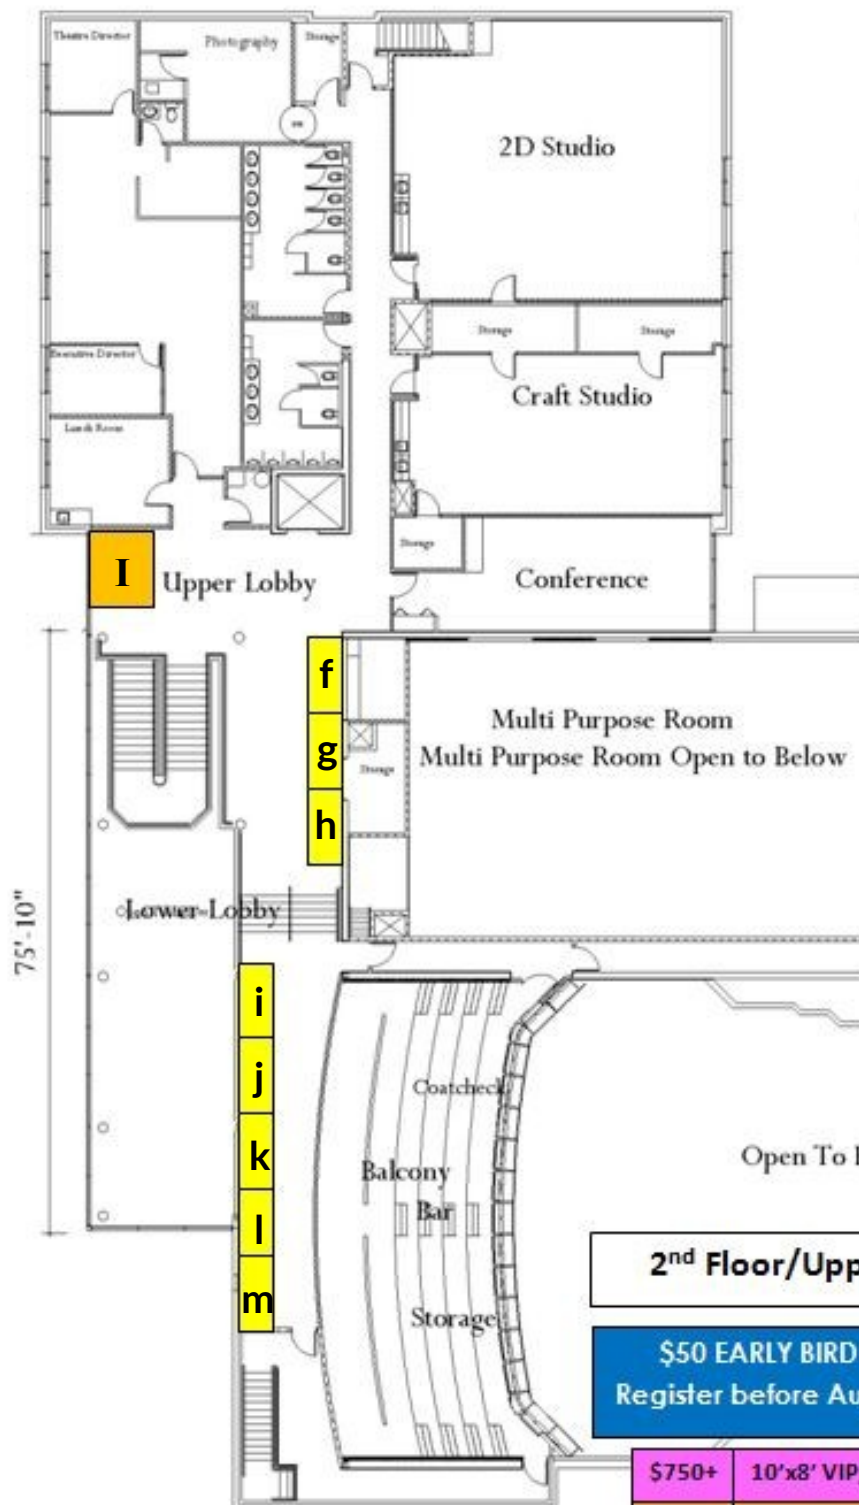 Theatre Director
Photography
Storage
2D Studio
Storage
Storage
Executive Director
Craft Studio
Lunch Room
Storage
I
Upper Lobby
Conference
f
Multi Purpose Room
g
Multi Purpose Room Open to Below
Storage
h
75'-10"
Lower Lobby
i
j
Coatcheck
k
Balcony
Open To
l
Bar
m
Storage
2nd Floor/Upp
$50 EARLY BIRD
Register before Au
$750+ 10'x8' VIP